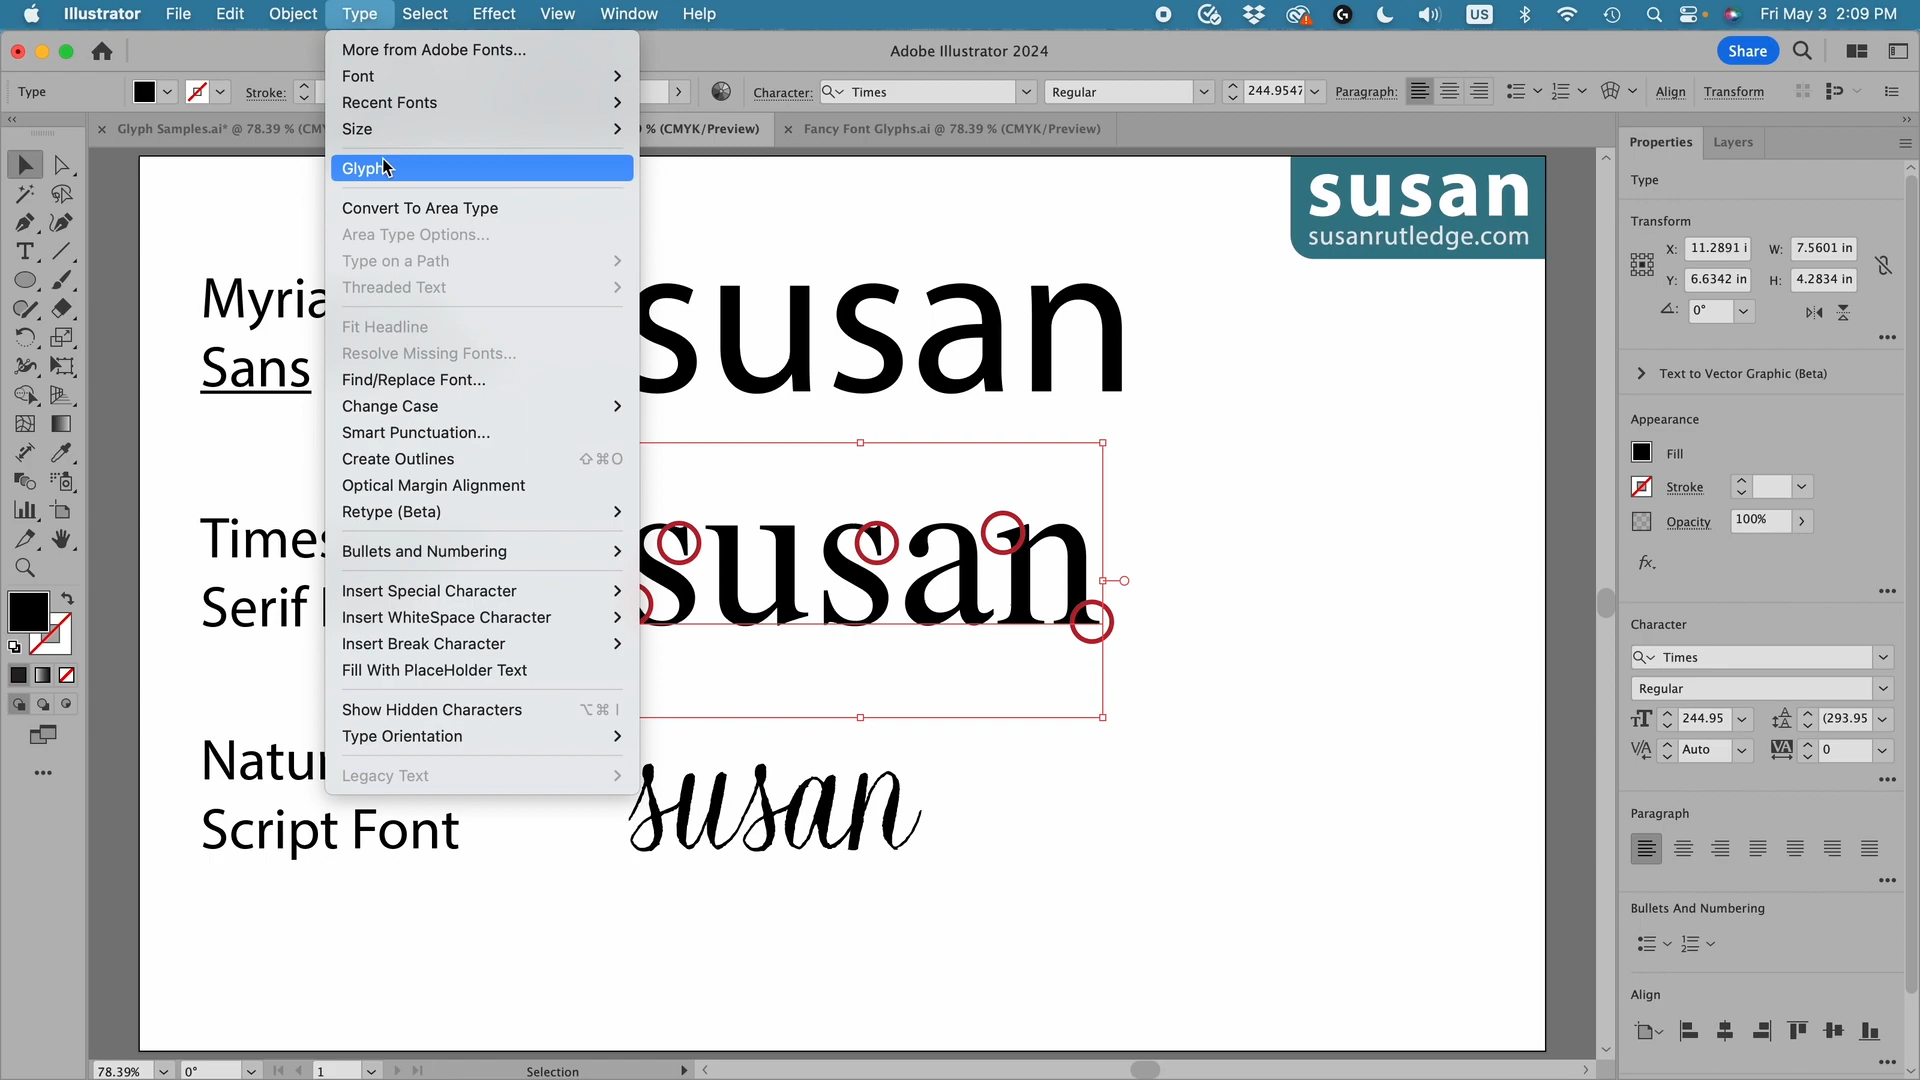 Illustrator File Edit Object Type Select Effect View Window Help US Fri May 3 2:09 PM
Adobe Illustrator 2024 Share
Type Stroke: Character: Times Regular 244.9547 Paragraph: Align Transform
Glyph Samples.ai* @ 78.39 % (CM % (CMYK/Preview) Fancy Font Glyphs.ai @ 78.39 % (CMYK/Preview)
More from Adobe Fonts...
Font
Recent Fonts
Size
Glyph
Convert To Area Type
Area Type Options...
Type on a Path
Threaded Text
Fit Headline
Resolve Missing Fonts...
Find/Replace Font...
Change Case
Smart Punctuation...
Create Outlines ⇧⌘O
Optical Margin Alignment
Retype (Beta)
Bullets and Numbering
Insert Special Character
Insert WhiteSpace Character
Insert Break Character
Fill With PlaceHolder Text
Show Hidden Characters ⌥⌘I
Type Orientation
Legacy Text
susan
susanrutledge.com
Myria
Sans
susan
Times
Serif
susan
Natur
Script Font
susan
Properties Layers
Type
Transform
X: 11.2891 i W: 7.5601 in
Y: 6.6342 in H: 4.2834 in
0°
Text to Vector Graphic (Beta)
Appearance
Fill
Stroke
Opacity 100%
fx.
Character
Times
Regular
244.95 (293.95
Auto 0
Paragraph
Bullets And Numbering
Align
78.39% 0° 1 Selection